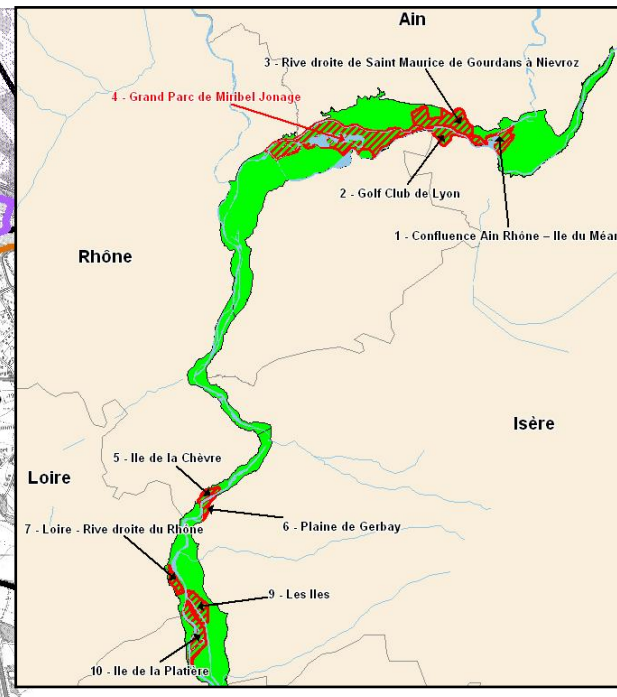 Ain
3 - Rive droite de Saint Maurice de Gourdans à Nievroz
4 - Grand Parc de Miribel Jonage
2 - Golf Club de Lyon
1 - Confluence Ain Rhône – Ile du Méan
Rhône
Isère
5 - Ile de la Chèvre
Loire
6 - Plaine de Gerbay
7 - Loire - Rive droite du Rhône
9 - Les Iles
10 - Ile de la Platière